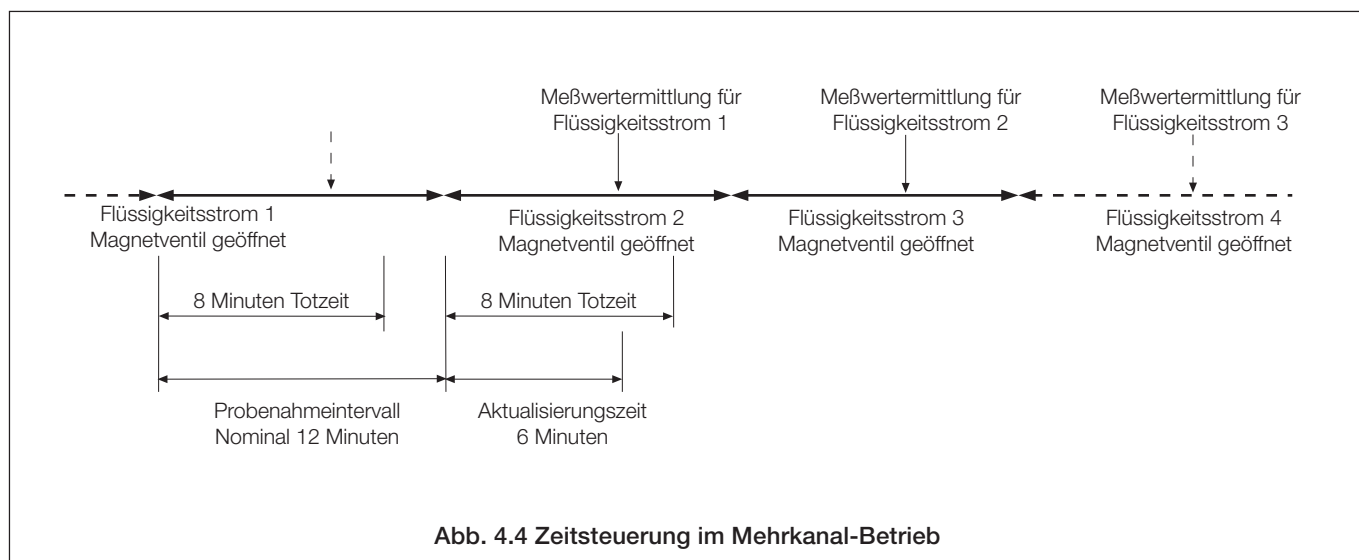 Meßwertermittlung für
Flüssigkeitsstrom 1
Meßwertermittlung für
Flüssigkeitsstrom 2
Meßwertermittlung für
Flüssigkeitsstrom 3
Flüssigkeitsstrom 1
Magnetventil geöffnet
Flüssigkeitsstrom 2
Magnetventil geöffnet
Flüssigkeitsstrom 3
Magnetventil geöffnet
Flüssigkeitsstrom 4
Magnetventil geöffnet
8 Minuten Totzeit
8 Minuten Totzeit
Probenahmeintervall
Nominal 12 Minuten
Aktualisierungszeit
6 Minuten
Abb. 4.4 Zeitsteuerung im Mehrkanal-Betrieb